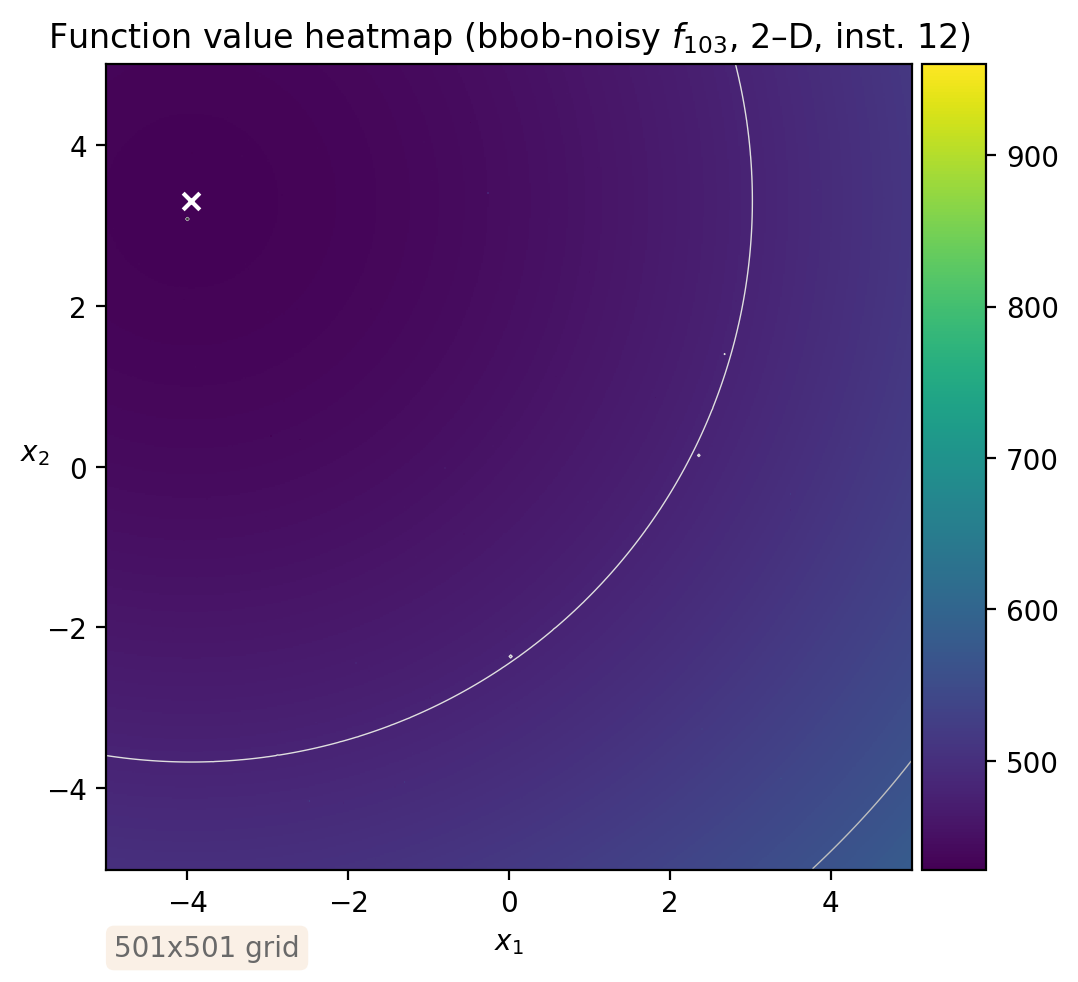 Function value heatmap (bbob-noisy f₁₀₃, 2–D, inst. 12)
4
2
0
−2
−4
x₂
−4 −2 0 2 4
x₁
900
800
700
600
500
501x501 grid